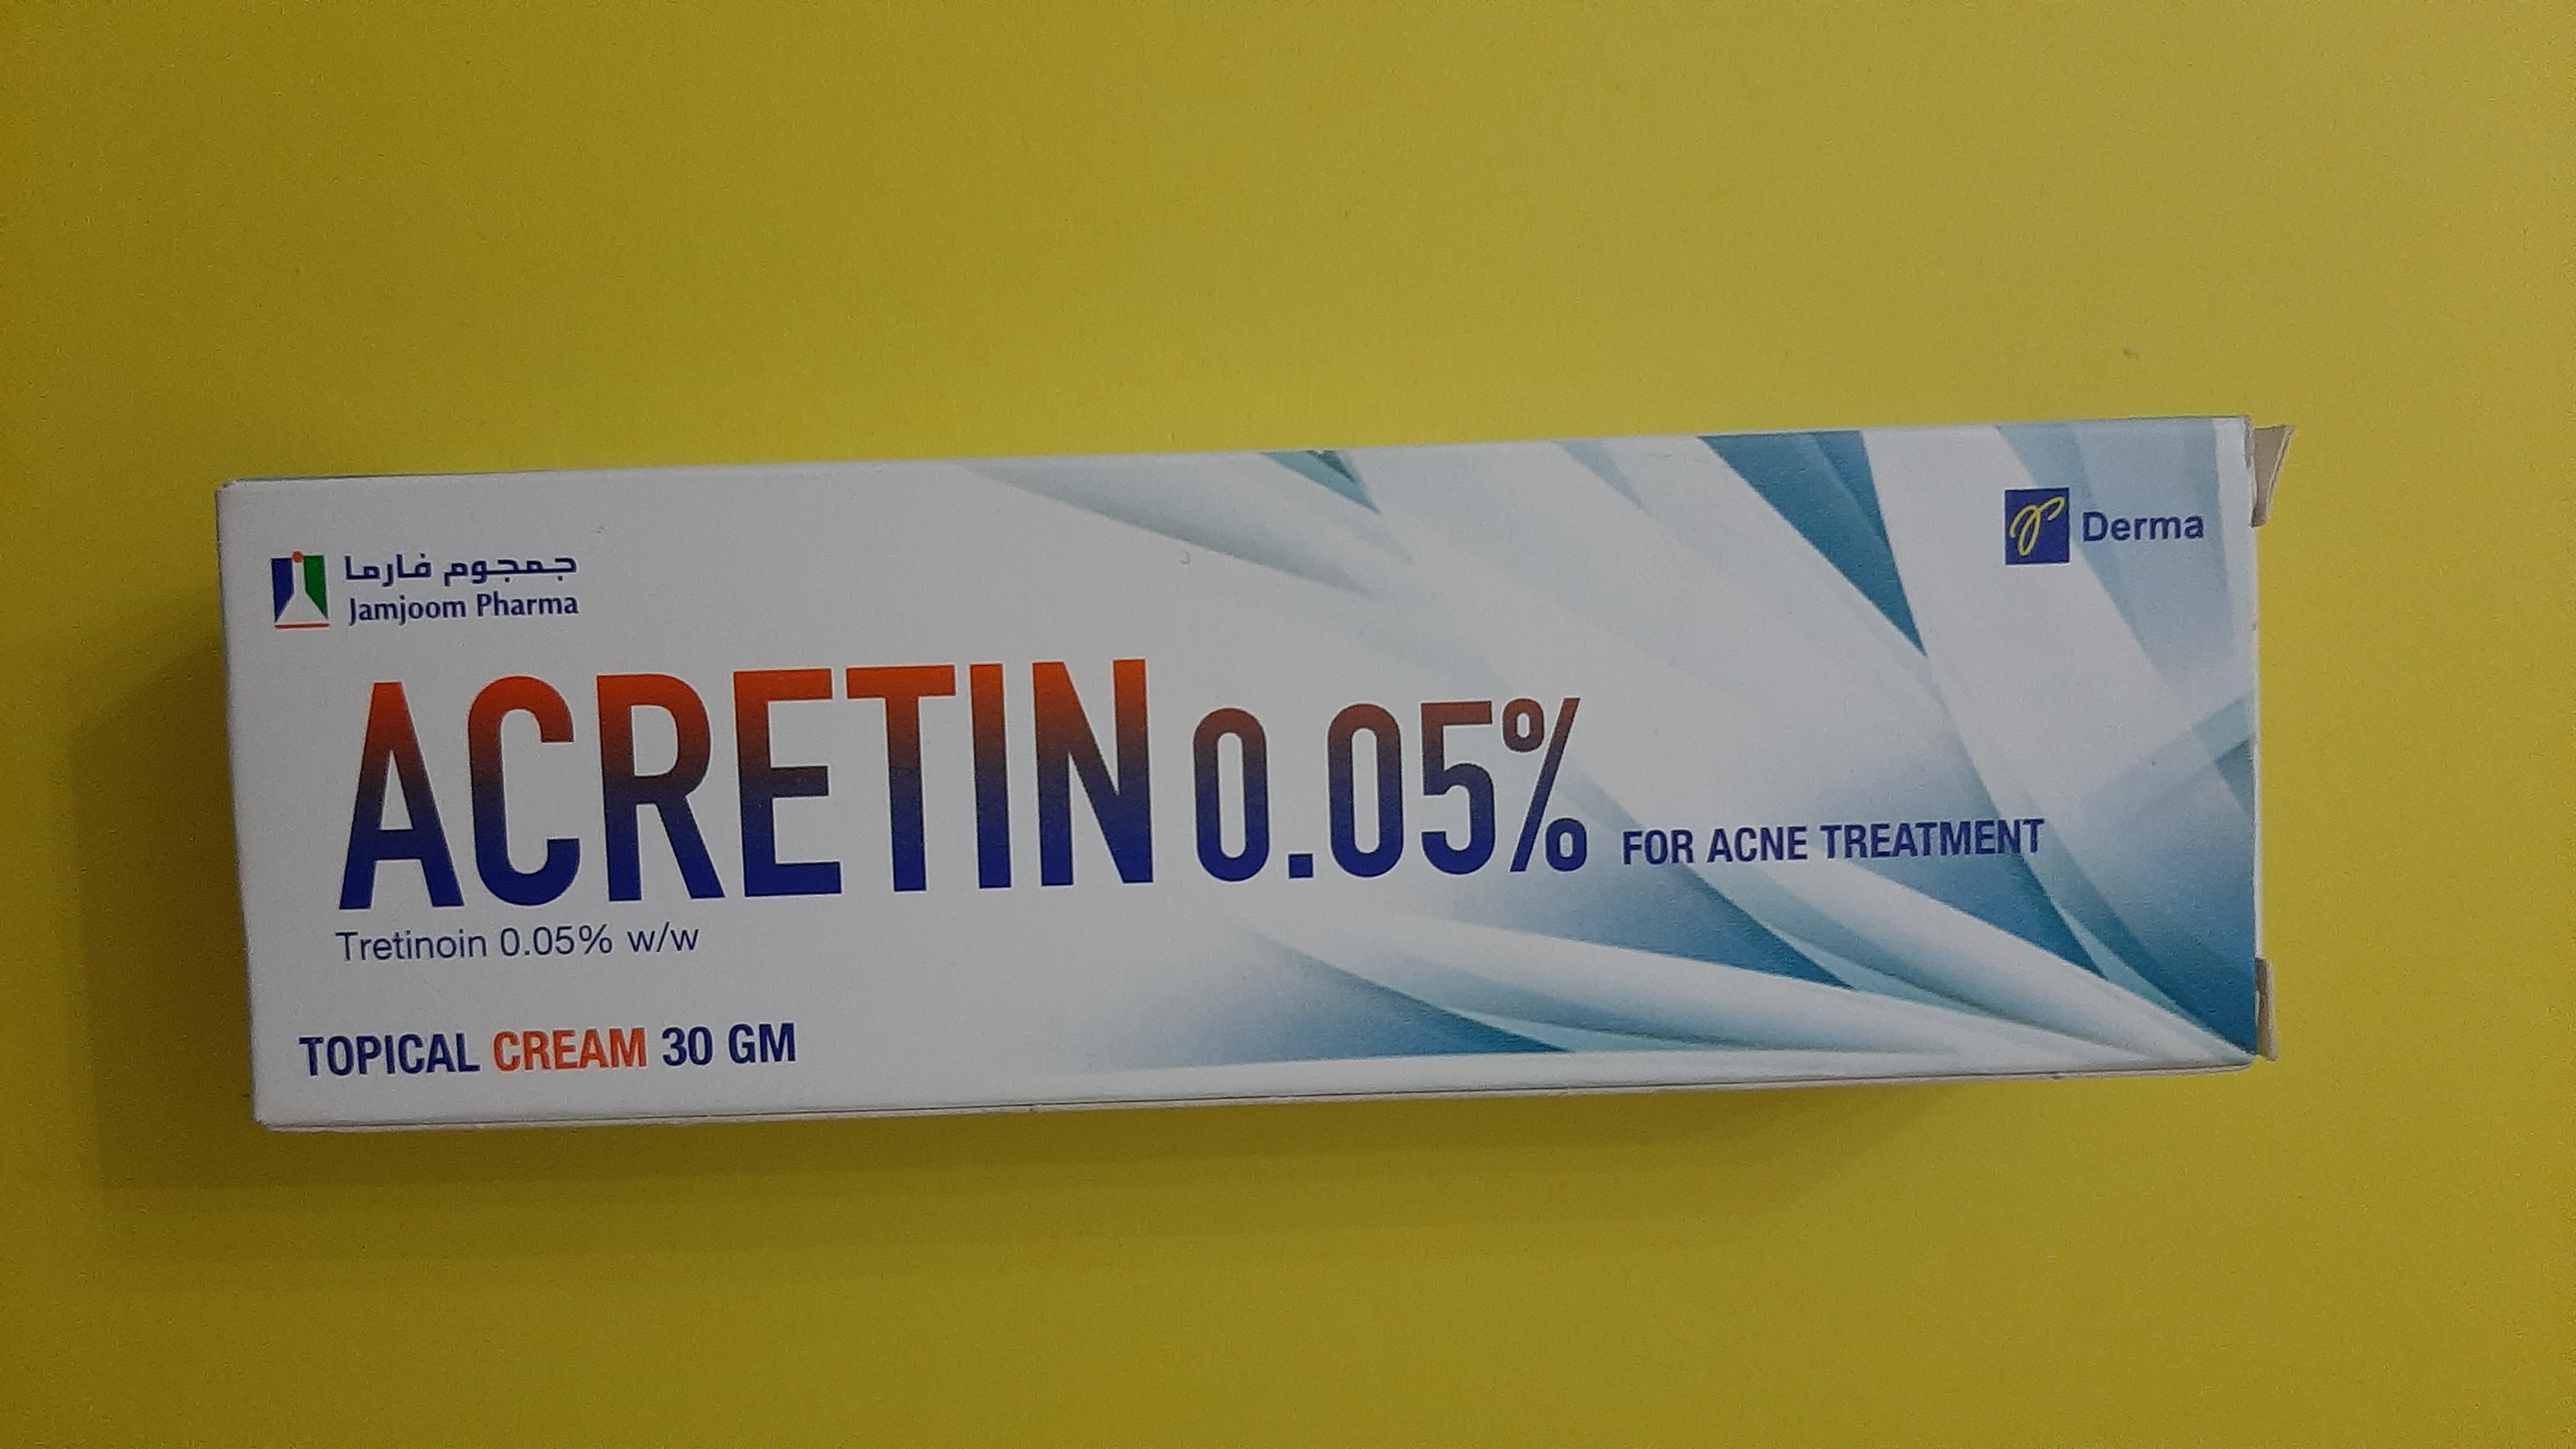 جمجوم فارما
Jamjoom Pharma
Derma
ACRETIN 0.05% FOR ACNE TREATMENT
Tretinoin 0.05% w/w
TOPICAL CREAM 30 GM